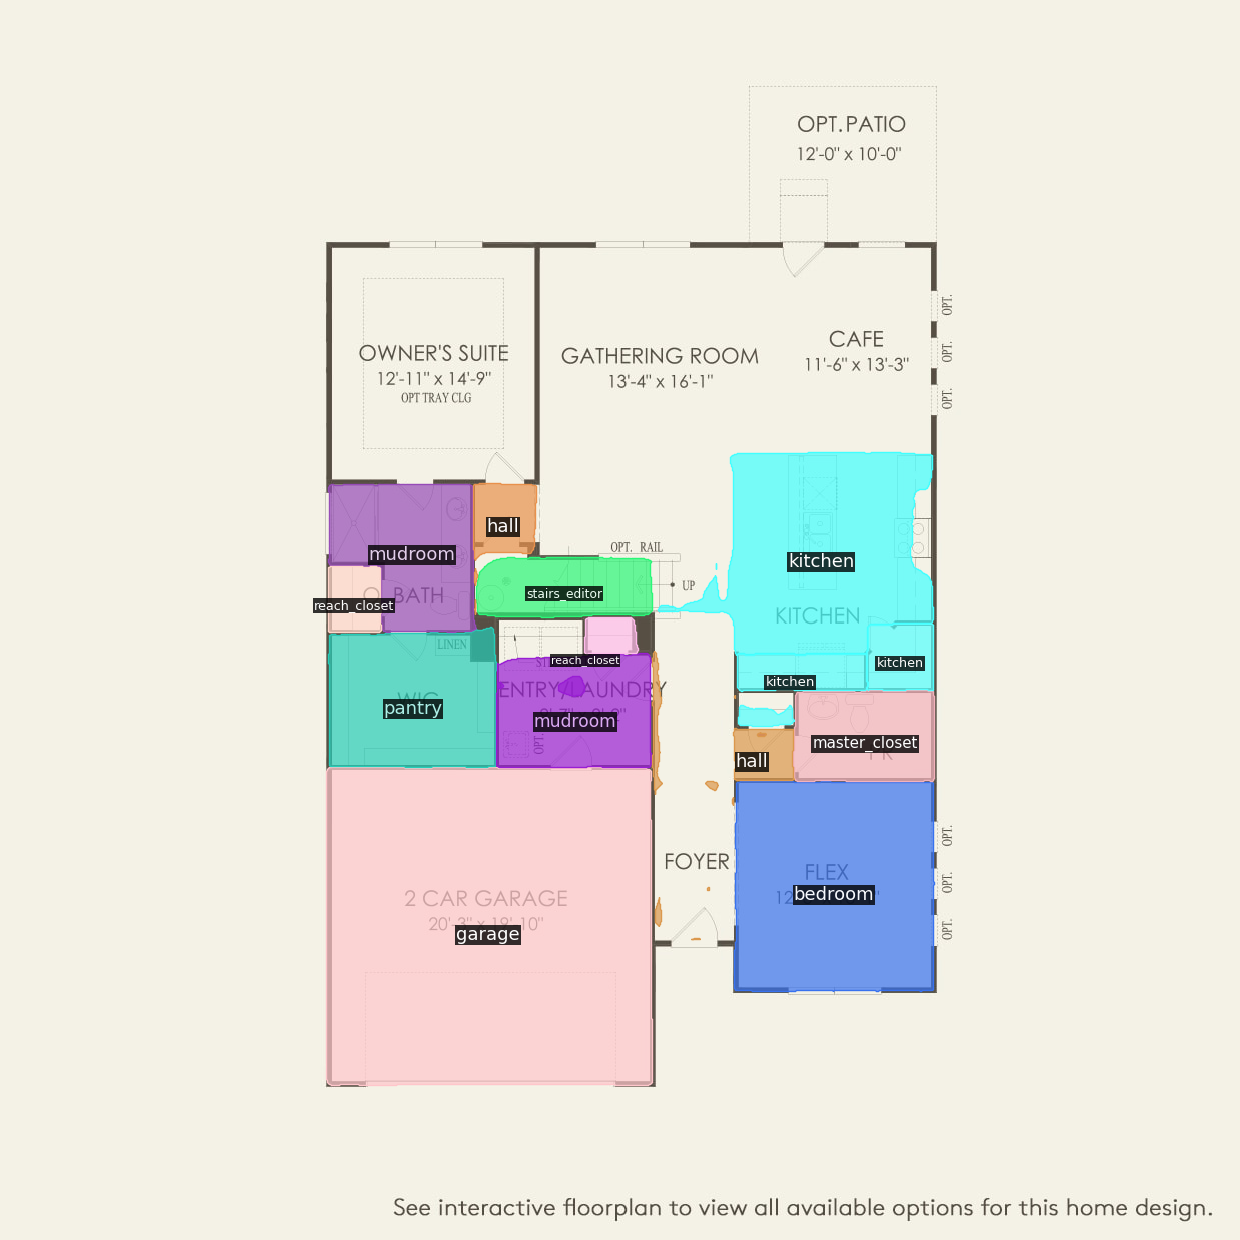 OPT.PATIO
12'-0" x 10'-0"
OPT.
OPT.
OPT.
OWNER'S SUITE
12'-11" x 14'-9"
OPT TRAY CLG
GATHERING ROOM
13'-4" x 16'-1"
CAFE
11'-6" x 13'-3"
hall
mudroom
OPT. RAIL
UP
stairs_editor
kitchen
BATH
reach_closet
KITCHEN
LINEN
reach_closet
kitchen
kitchen
ENTRY/LAUNDRY
WIC
pantry
mudroom
OPT.
master_closet
hall
FOYER
FLEX
bedroom
OPT.
OPT.
OPT.
2 CAR GARAGE
20'-3" x 19'-10"
garage
See interactive floorplan to view all available options for this home design.